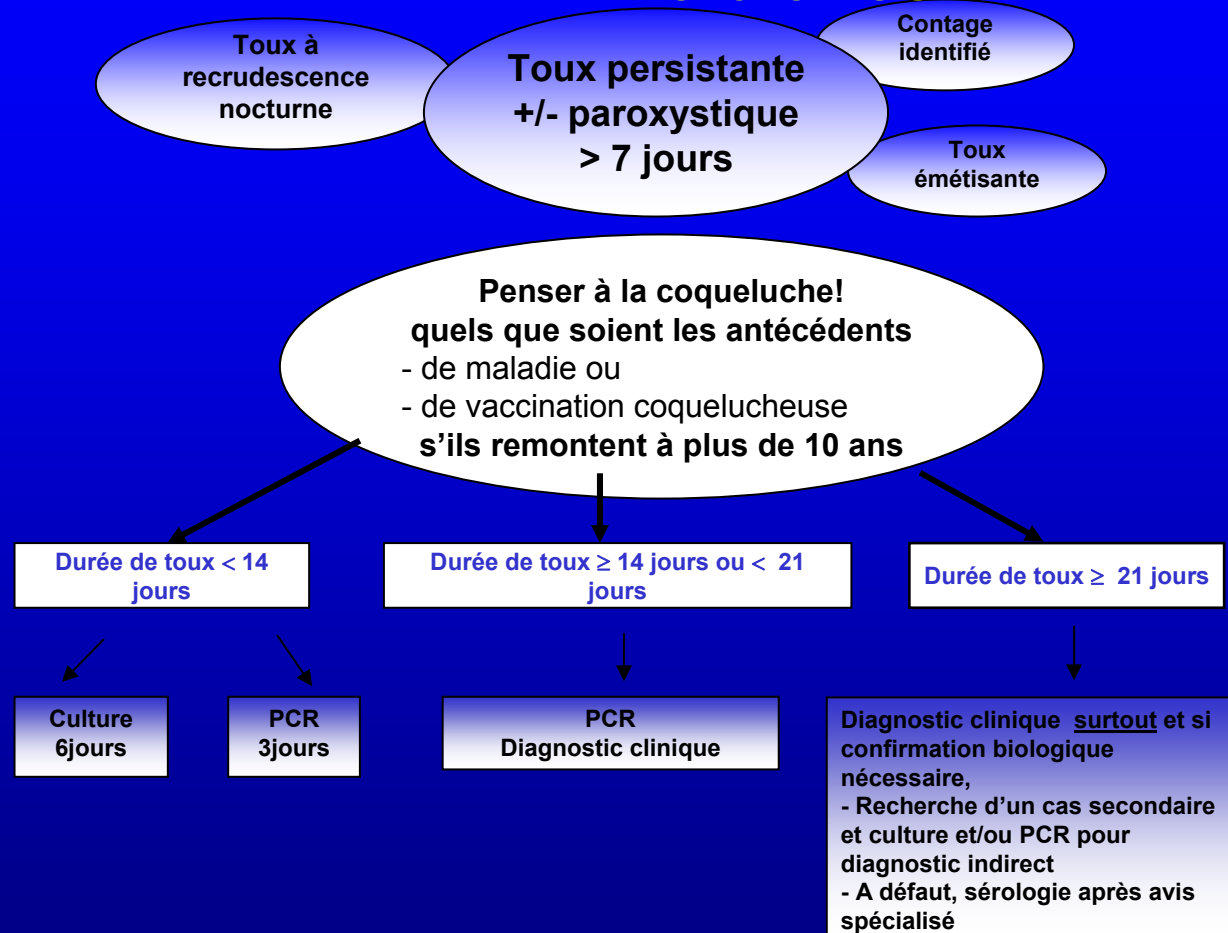 Toux à
recrudescence
nocturne
Toux persistante
+/- paroxystique
> 7 jours
Contage
identifié
Toux
émétisante
Penser à la coqueluche!
quels que soient les antécédents
- de maladie ou
- de vaccination coquelucheuse
s'ils remontent à plus de 10 ans
Durée de toux < 14
jours
Durée de toux ≥ 14 jours ou < 21
jours
Durée de toux ≥ 21 jours
Culture
6jours
PCR
3jours
PCR
Diagnostic clinique
Diagnostic clinique surtout et si
confirmation biologique
nécessaire,
- Recherche d'un cas secondaire
et culture et/ou PCR pour
diagnostic indirect
- A défaut, sérologie après avis
spécialisé